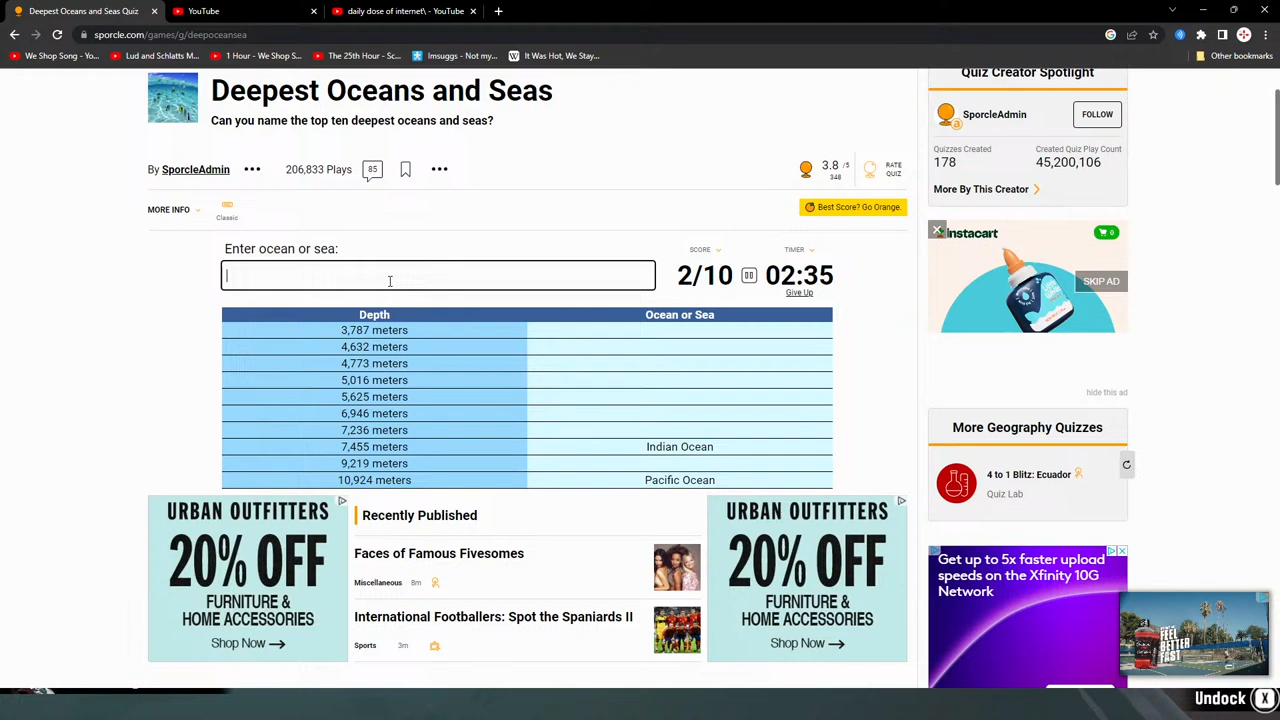 Deepest Oceans and Seas Quiz
YouTube
daily dose of internet\ - YouTube
sporcle.com/games/g/deepoceansea
We Shop Song - Yo...
Lud and Schlatts M...
1 Hour - We Shop S...
The 25th Hour - Sc...
Imsuggs - Not my...
It Was Hot, We Stay...
Other bookmarks
Deepest Oceans and Seas
Can you name the top ten deepest oceans and seas?
By SporcleAdmin
206,833 Plays
85
3.8 /5
348
RATE
QUIZ
MORE INFO
Classic
Best Score? Go Orange.
Enter ocean or sea:
SCORE
2/10
TIMER
02:35
Give Up
Depth Ocean or Sea
3,787 meters
4,632 meters
4,773 meters
5,016 meters
5,625 meters
6,946 meters
7,236 meters
7,455 meters Indian Ocean
9,219 meters
10,924 meters Pacific Ocean
URBAN OUTFITTERS
20% OFF
FURNITURE &
HOME ACCESSORIES
Shop Now
Recently Published
Faces of Famous Fivesomes
Miscellaneous 8m
International Footballers: Spot the Spaniards II
Sports 3m
URBAN OUTFITTERS
20% OFF
FURNITURE &
HOME ACCESSORIES
Shop Now
Quiz Creator Spotlight
SporcleAdmin
FOLLOW
Quizzes Created
178
Created Quiz Play Count
45,200,106
More By This Creator
instacart
0
SKIP AD
hide this ad
More Geography Quizzes
4 to 1 Blitz: Ecuador
Quiz Lab
Get up to 5x faster upload
speeds on the Xfinity 10G
Network
FEEL
BETTER
FAST
Undock X